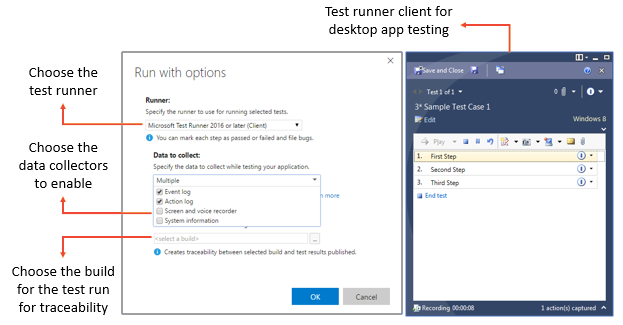 Test runner client for
desktop app testing
Choose the
test runner
Choose the
data collectors
to enable
Choose the build
for the test run
for traceability
Run with options
Runner:
Specify the runner to use for running selected tests.
Microsoft Test Runner 2016 or later (Client)
You can mark each step as passed or failed and file bugs.
Data to collect:
Specify the data to collect while testing your application.
Multiple
Event log
Action log
Screen and voice recorder
System information
n more
<select a build>
...
Creates traceability between selected build and test results published.
OK
Cancel
Save and Close
Test 1 of 1
0
3* Sample Test Case 1
Edit
Windows 8
Play
1. First Step
2. Second Step
3. Third Step
End test
Recording 00:00:08
1 action(s) captured